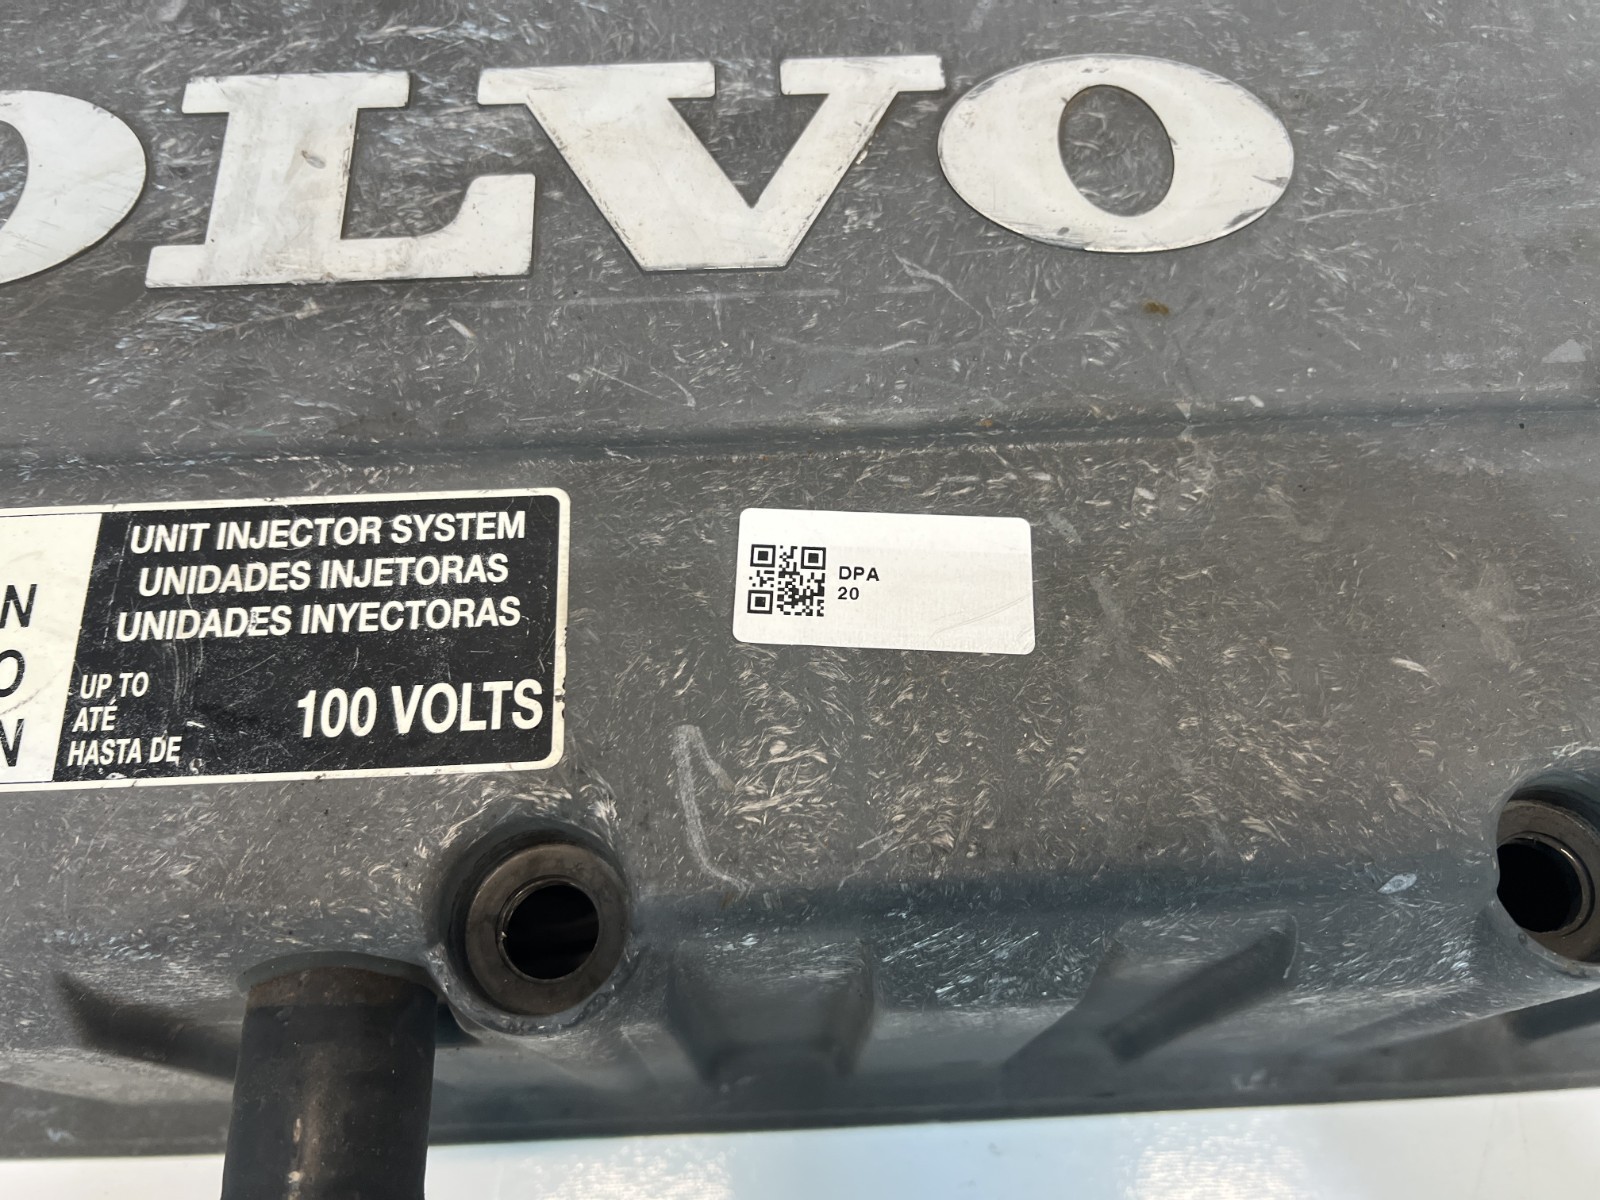 OLVO
N
O
N
UNIT INJECTOR SYSTEM
UNIDADES INJETORAS
UNIDADES INYECTORAS
UP TO
ATÉ
HASTA DE
100 VOLTS
DPA
20